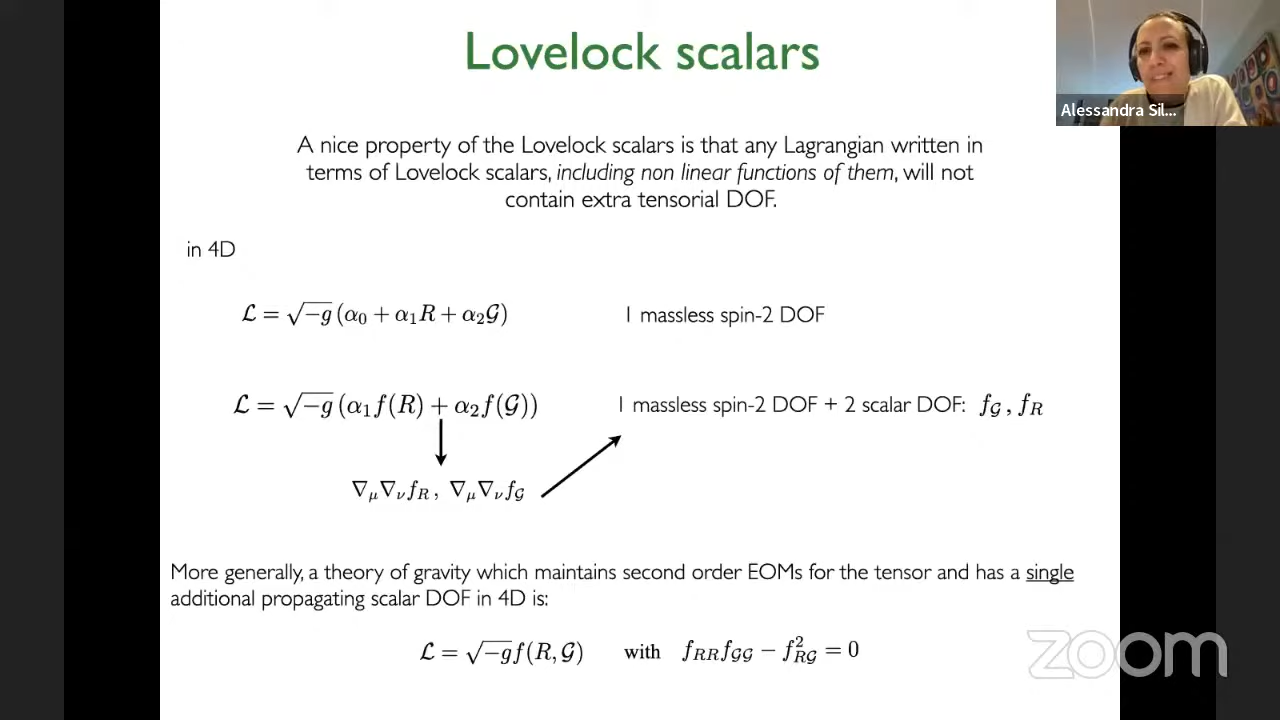 Lovelock scalars
Alessandra Sil...
A nice property of the Lovelock scalars is that any Lagrangian written in
terms of Lovelock scalars, including non linear functions of them, will not
contain extra tensorial DOF.
in 4D
ℒ = √−g (α₀ + α₁R + α₂𝒢) 1 massless spin-2 DOF
ℒ = √−g (α₁f(R) + α₂f(𝒢)) 1 massless spin-2 DOF + 2 scalar DOF: f_𝒢 , f_R
∇_μ∇_ν f_R , ∇_μ∇_ν f_𝒢
More generally, a theory of gravity which maintains second order EOMs for the tensor and has a single
additional propagating scalar DOF in 4D is:
ℒ = √−g f(R, 𝒢) with f_RR f_𝒢𝒢 − f²_R𝒢 = 0
zoom